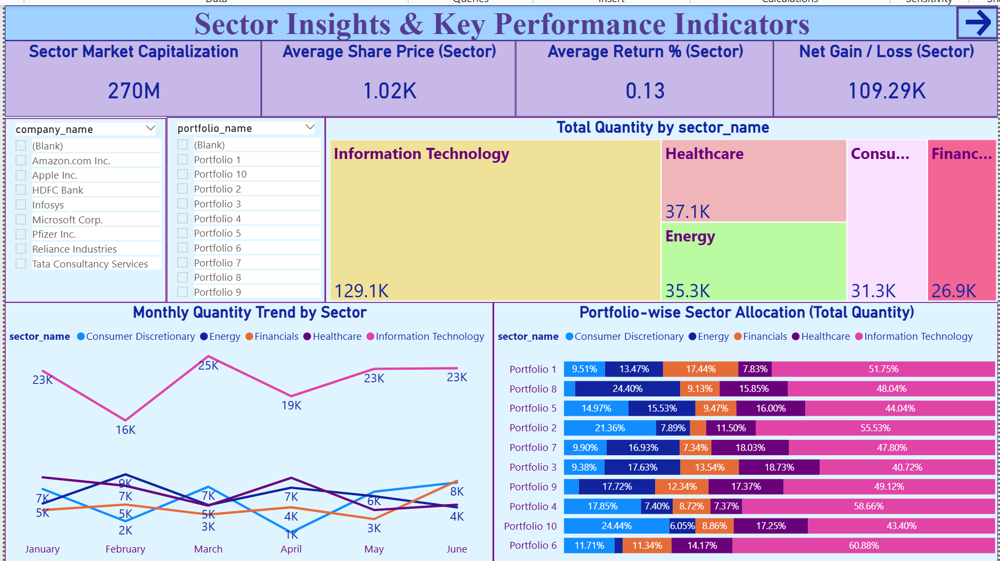 Data Queries Insert Calculations Sensitivity
Sector Insights & Key Performance Indicators
Sector Market Capitalization
270M
Average Share Price (Sector)
1.02K
Average Return % (Sector)
0.13
Net Gain / Loss (Sector)
109.29K
company_name
(Blank)
Amazon.com Inc.
Apple Inc.
HDFC Bank
Infosys
Microsoft Corp.
Pfizer Inc.
Reliance Industries
Tata Consultancy Services
portfolio_name
(Blank)
Portfolio 1
Portfolio 10
Portfolio 2
Portfolio 3
Portfolio 4
Portfolio 5
Portfolio 6
Portfolio 7
Portfolio 8
Portfolio 9
Total Quantity by sector_name
Information Technology
129.1K
Healthcare
37.1K
Energy
35.3K
Consu...
31.3K
Financ...
26.9K
Monthly Quantity Trend by Sector
sector_name Consumer Discretionary Energy Financials Healthcare Information Technology
23K
16K
25K
19K
23K
23K
7K
5K
9K
7K
5K
2K
7K
5K
3K
7K
4K
1K
6K
3K
8K
4K
January February March April May June
Portfolio-wise Sector Allocation (Total Quantity)
sector_name Consumer Discretionary Energy Financials Healthcare Information Technology
Portfolio 1 9.51% 13.47% 17.44% 7.83% 51.75%
Portfolio 8 24.40% 9.13% 15.85% 48.04%
Portfolio 5 14.97% 15.53% 9.47% 16.00% 44.04%
Portfolio 2 21.36% 7.89% 11.50% 55.53%
Portfolio 7 9.90% 16.93% 7.34% 18.03% 47.80%
Portfolio 3 9.38% 17.63% 13.54% 18.73% 40.72%
Portfolio 9 17.72% 12.34% 17.37% 49.12%
Portfolio 4 17.85% 7.40% 8.72% 7.37% 58.66%
Portfolio 10 24.44% 6.05% 8.86% 17.25% 43.40%
Portfolio 6 11.71% 11.34% 14.17% 60.88%